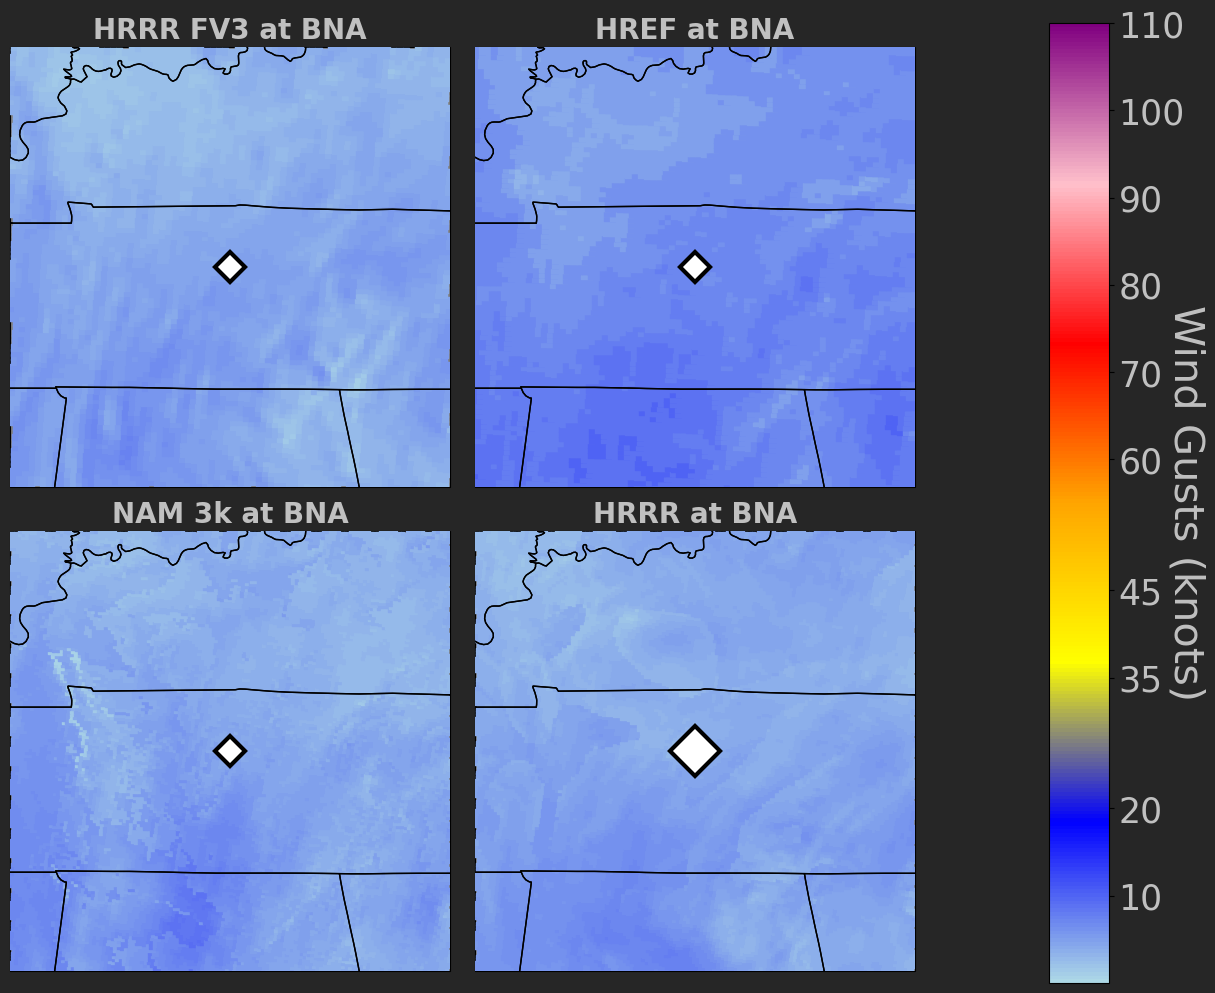 HRRR FV3 at BNA
HREF at BNA
NAM 3k at BNA
HRRR at BNA
110
100
90
80
70
60
45
35
20
10
Wind Gusts (knots)